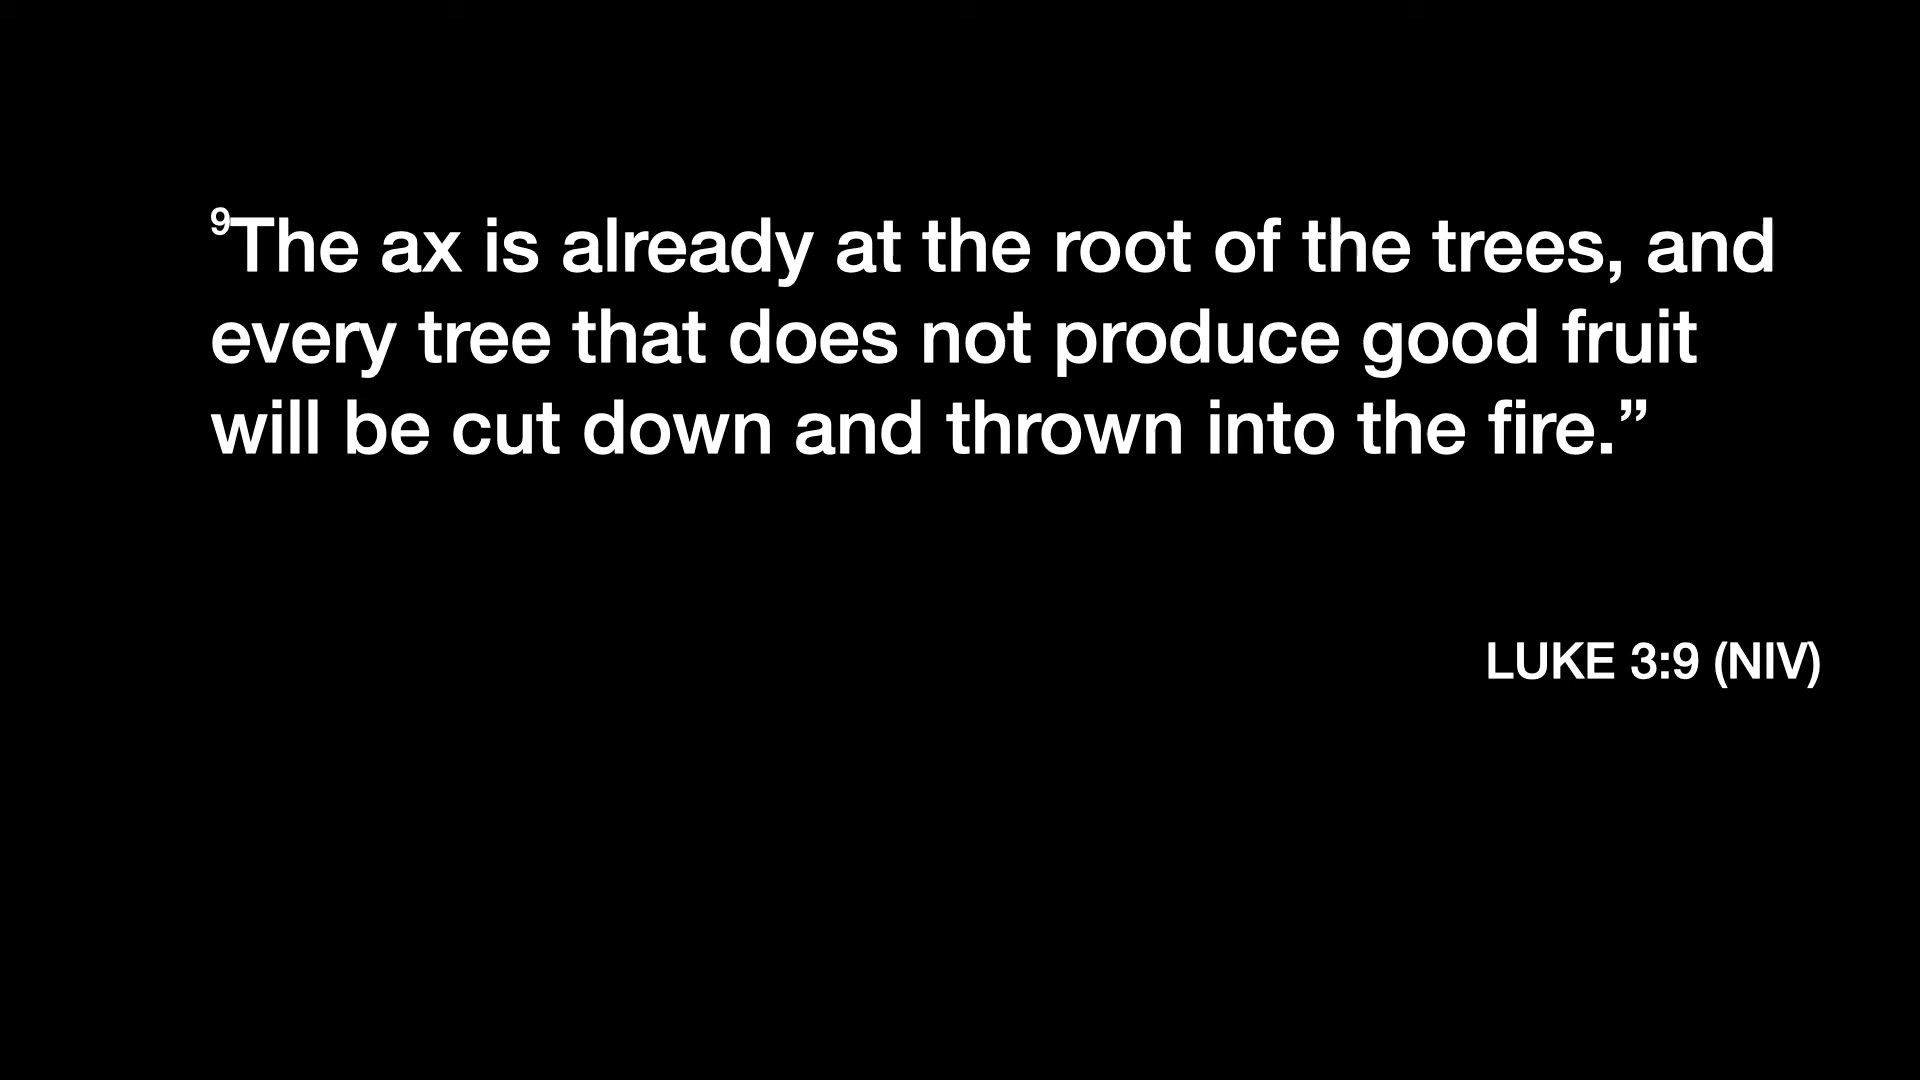 ⁹The ax is already at the root of the trees, and
every tree that does not produce good fruit
will be cut down and thrown into the fire.”
LUKE 3:9 (NIV)